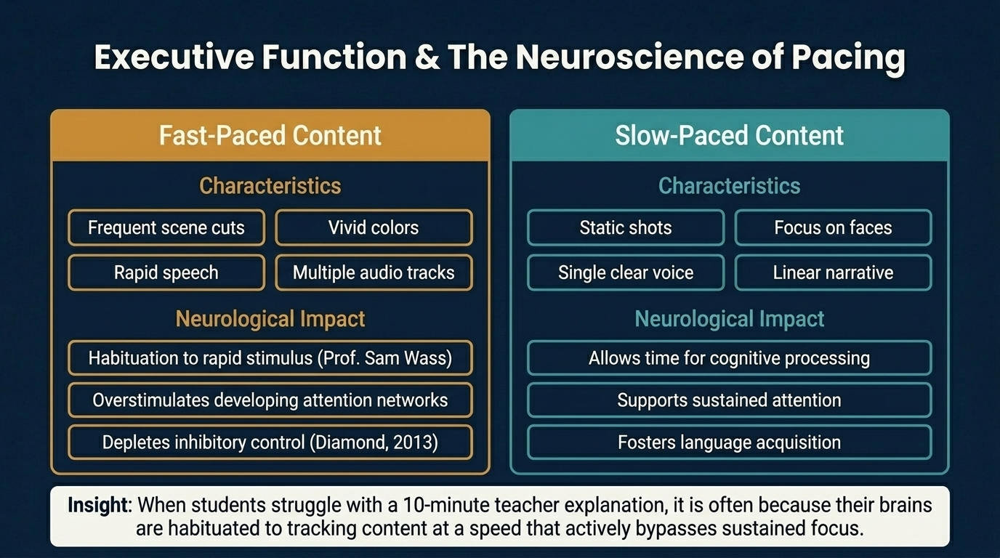 Executive Function & The Neuroscience of Pacing
Fast-Paced Content
Characteristics
Frequent scene cuts
Vivid colors
Rapid speech
Multiple audio tracks
Neurological Impact
Habituation to rapid stimulus (Prof. Sam Wass)
Overstimulates developing attention networks
Depletes inhibitory control (Diamond, 2013)
Slow-Paced Content
Characteristics
Static shots
Focus on faces
Single clear voice
Linear narrative
Neurological Impact
Allows time for cognitive processing
Supports sustained attention
Fosters language acquisition
Insight: When students struggle with a 10-minute teacher explanation, it is often because their brains
are habituated to tracking content at a speed that actively bypasses sustained focus.